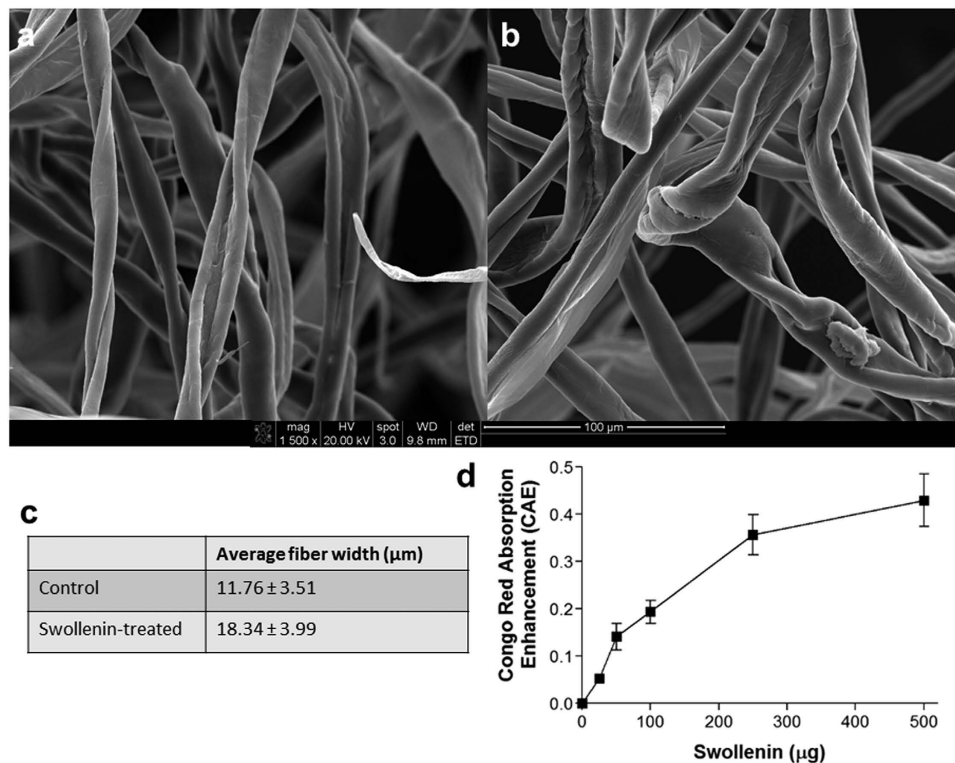 a
b
mag HV spot WD det
1 500 x 20.00 kV 3.0 9.8 mm ETD
100 µm
c
Average fiber width (µm)
Control 11.76 ± 3.51
Swollenin-treated 18.34 ± 3.99
d
Congo Red Absorption
Enhancement (CAE)
0.5
0.4
0.3
0.2
0.1
0.0
0 100 200 300 400 500
Swollenin (µg)